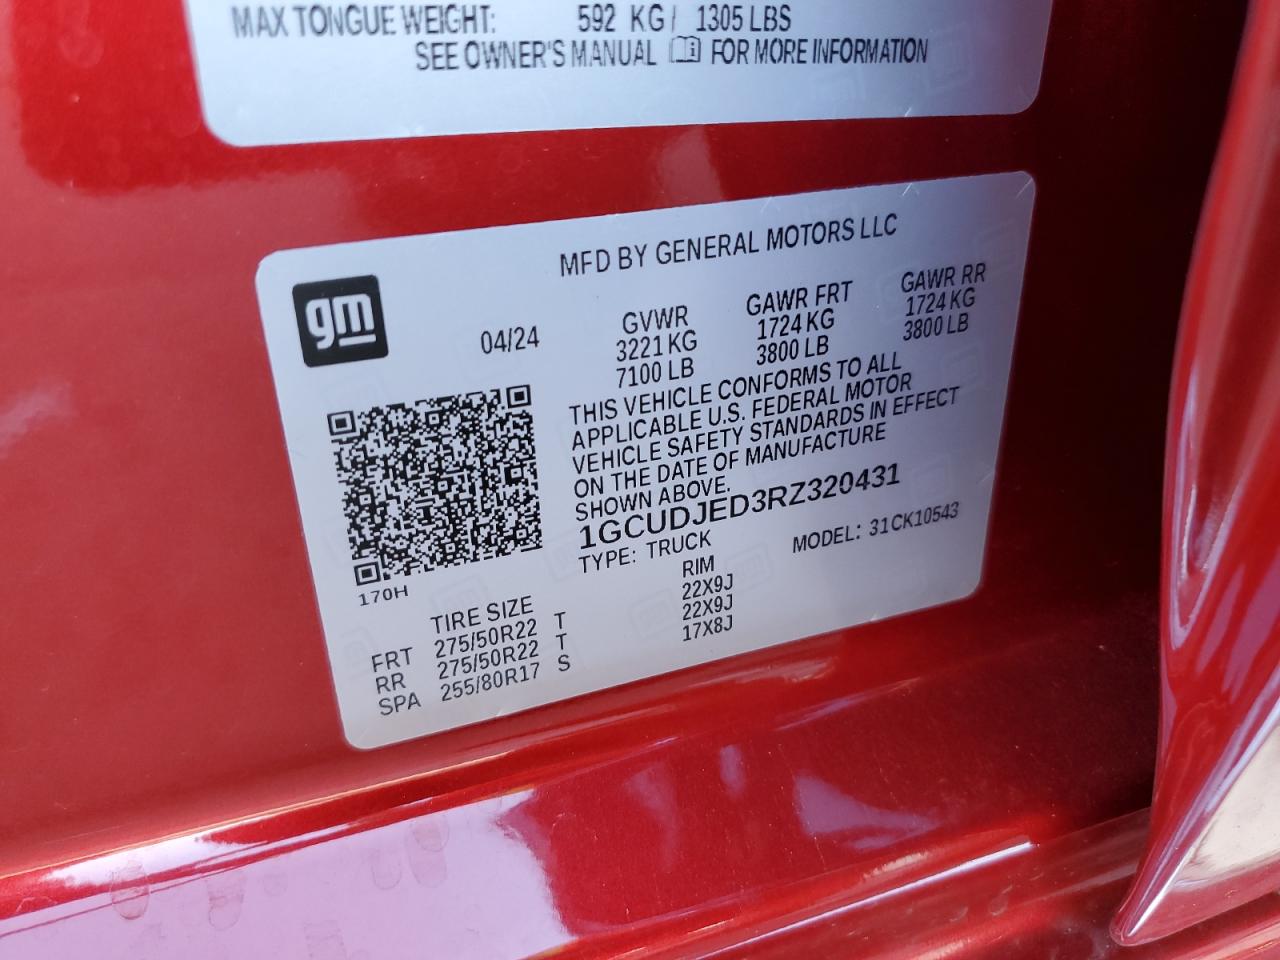 MAX TONGUE WEIGHT: 592 KG / 1305 LBS
SEE OWNER'S MANUAL FOR MORE INFORMATION
MFD BY GENERAL MOTORS LLC
gm
04/24
GVWR GAWR FRT GAWR RR
3221 KG 1724 KG 1724 KG
7100 LB 3800 LB 3800 LB
THIS VEHICLE CONFORMS TO ALL
APPLICABLE U.S. FEDERAL MOTOR
VEHICLE SAFETY STANDARDS IN EFFECT
ON THE DATE OF MANUFACTURE
SHOWN ABOVE.
1GCUDJED3RZ320431
TYPE: TRUCK MODEL: 31CK10543
170H
TIRE SIZE RIM
FRT 275/50R22 T 22X9J
RR 275/50R22 T 22X9J
SPA 255/80R17 S 17X8J